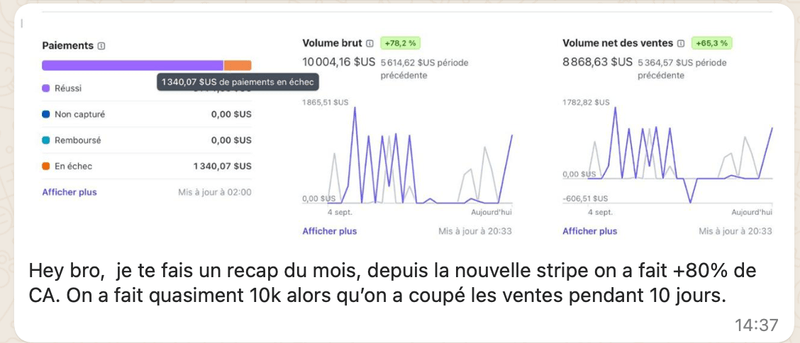 Paiements
1 340,07 $US de paiements en échec
Réussi
Non capturé 0,00 $US
Remboursé 0,00 $US
En échec 1 340,07 $US
Afficher plus Mis à jour à 02:00
Volume brut +78,2 %
10 004,16 $US 5 614,62 $US période
précédente
1865,51 $US
0,00 $US
4 sept. Aujourd'hui
Afficher plus Mis à jour à 20:33
Volume net des ventes +65,3 %
8 868,63 $US 5 364,57 $US période
précédente
1782,82 $US
0,00 $US
-606,51 $US
4 sept. Aujourd'hui
Afficher plus Mis à jour à 20:33
Hey bro, je te fais un recap du mois, depuis la nouvelle stripe on a fait +80% de
CA. On a fait quasiment 10k alors qu'on a coupé les ventes pendant 10 jours.
14:37